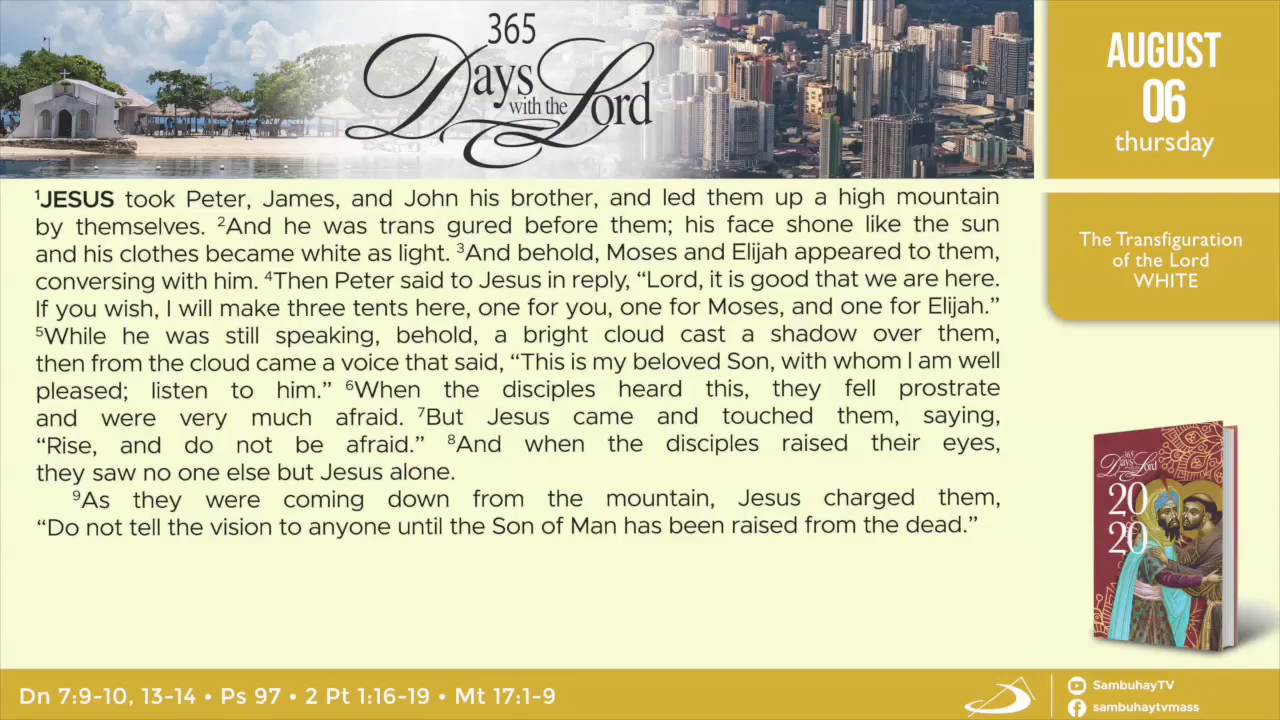 365
Days with the Lord
AUGUST
06
thursday
The Transfiguration
of the Lord
WHITE
¹JESUS took Peter, James, and John his brother, and led them up a high mountain
by themselves. ²And he was trans gured before them; his face shone like the sun
and his clothes became white as light. ³And behold, Moses and Elijah appeared to them,
conversing with him. ⁴Then Peter said to Jesus in reply, “Lord, it is good that we are here.
If you wish, I will make three tents here, one for you, one for Moses, and one for Elijah.”
⁵While he was still speaking, behold, a bright cloud cast a shadow over them,
then from the cloud came a voice that said, “This is my beloved Son, with whom I am well
pleased; listen to him.” ⁶When the disciples heard this, they fell prostrate
and were very much afraid. ⁷But Jesus came and touched them, saying,
“Rise, and do not be afraid.” ⁸And when the disciples raised their eyes,
they saw no one else but Jesus alone.
⁹As they were coming down from the mountain, Jesus charged them,
“Do not tell the vision to anyone until the Son of Man has been raised from the dead.”
365
Days with the Lord
20
20
Dn 7:9-10, 13-14 • Ps 97 • 2 Pt 1:16-19 • Mt 17:1-9
SambuhayTV
sambuhaytvmass